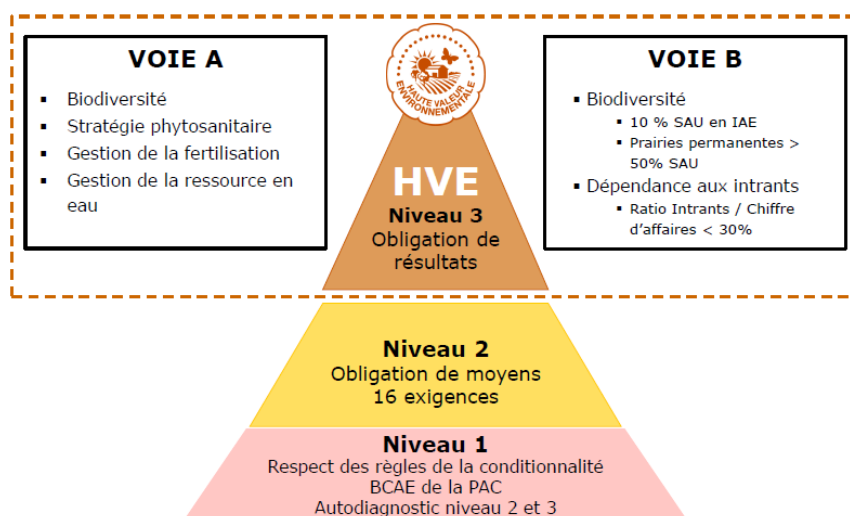 VOIE A
▪ Biodiversité
▪ Stratégie phytosanitaire
▪ Gestion de la fertilisation
▪ Gestion de la ressource en
eau
HAUTE VALEUR
ENVIRONNEMENTALE
HVE
Niveau 3
Obligation de
résultats
VOIE B
▪ Biodiversité
▪ 10 % SAU en IAE
▪ Prairies permanentes >
50% SAU
▪ Dépendance aux intrants
▪ Ratio Intrants / Chiffre
d'affaires < 30%
Niveau 2
Obligation de moyens
16 exigences
Niveau 1
Respect des règles de la conditionnalité
BCAE de la PAC
Autodiagnostic niveau 2 et 3